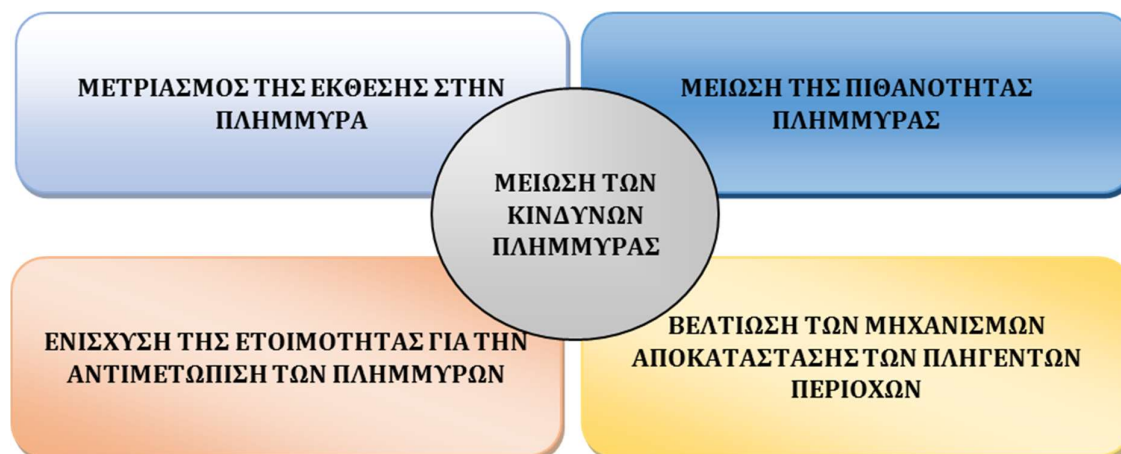 ΜΕΤΡΙΑΣΜΟΣ ΤΗΣ ΕΚΘΕΣΗΣ ΣΤΗΝ
ΠΛΗΜΜΥΡΑ
ΜΕΙΩΣΗ ΤΗΣ ΠΙΘΑΝΟΤΗΤΑΣ
ΠΛΗΜΜΥΡΑΣ
ΜΕΙΩΣΗ ΤΩΝ
ΚΙΝΔΥΝΩΝ
ΠΛΗΜΜΥΡΑΣ
ΕΝΙΣΧΥΣΗ ΤΗΣ ΕΤΟΙΜΟΤΗΤΑΣ ΓΙΑ ΤΗΝ
ΑΝΤΙΜΕΤΩΠΙΣΗ ΤΩΝ ΠΛΗΜΜΥΡΩΝ
ΒΕΛΤΙΩΣΗ ΤΩΝ ΜΗΧΑΝΙΣΜΩΝ
ΑΠΟΚΑΤΑΣΤΑΣΗΣ ΤΩΝ ΠΛΗΓΕΝΤΩΝ
ΠΕΡΙΟΧΩΝ